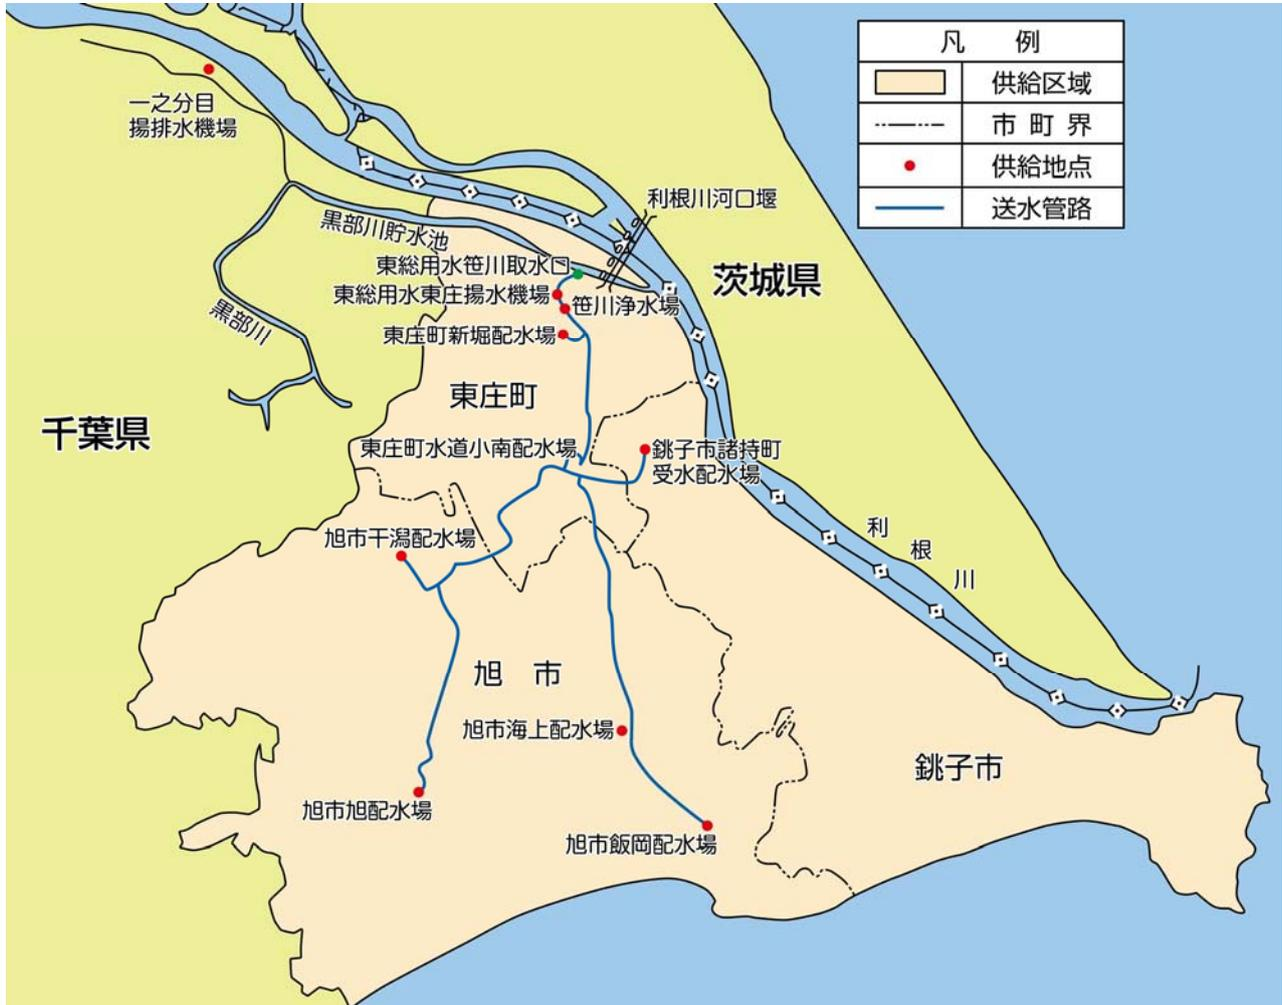 凡 例
供給区域
市町界
供給地点
送水管路
一之分目
揚排水機場
利根川河口堰
黒部川貯水池
東総用水笹川取水口
茨城県
東総用水東庄揚水機場
笹川浄水場
黒部川
東庄町新堀配水場
東庄町
千葉県
東庄町水道小南配水場
銚子市諸持町
受水配水場
利根川
旭市干潟配水場
旭市
旭市海上配水場
銚子市
旭市旭配水場
旭市飯岡配水場